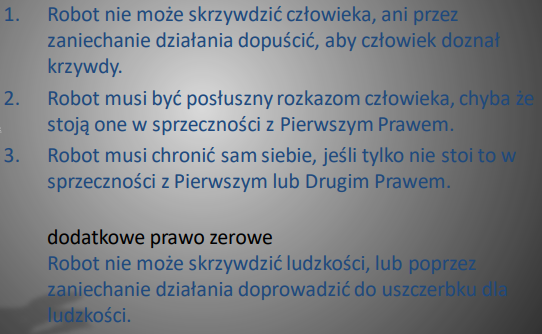 1. Robot nie może skrzywdzić człowieka, ani przez
zaniechanie działania dopuścić, aby człowiek doznał
krzywdy.
2. Robot musi być posłuszny rozkazom człowieka, chyba że
stoją one w sprzeczności z Pierwszym Prawem.
3. Robot musi chronić sam siebie, jeśli tylko nie stoi to w
sprzeczności z Pierwszym lub Drugim Prawem.
dodatkowe prawo zerowe
Robot nie może skrzywdzić ludzkości, lub poprzez
zaniechanie działania doprowadzić do uszczerbku dla
ludzkości.